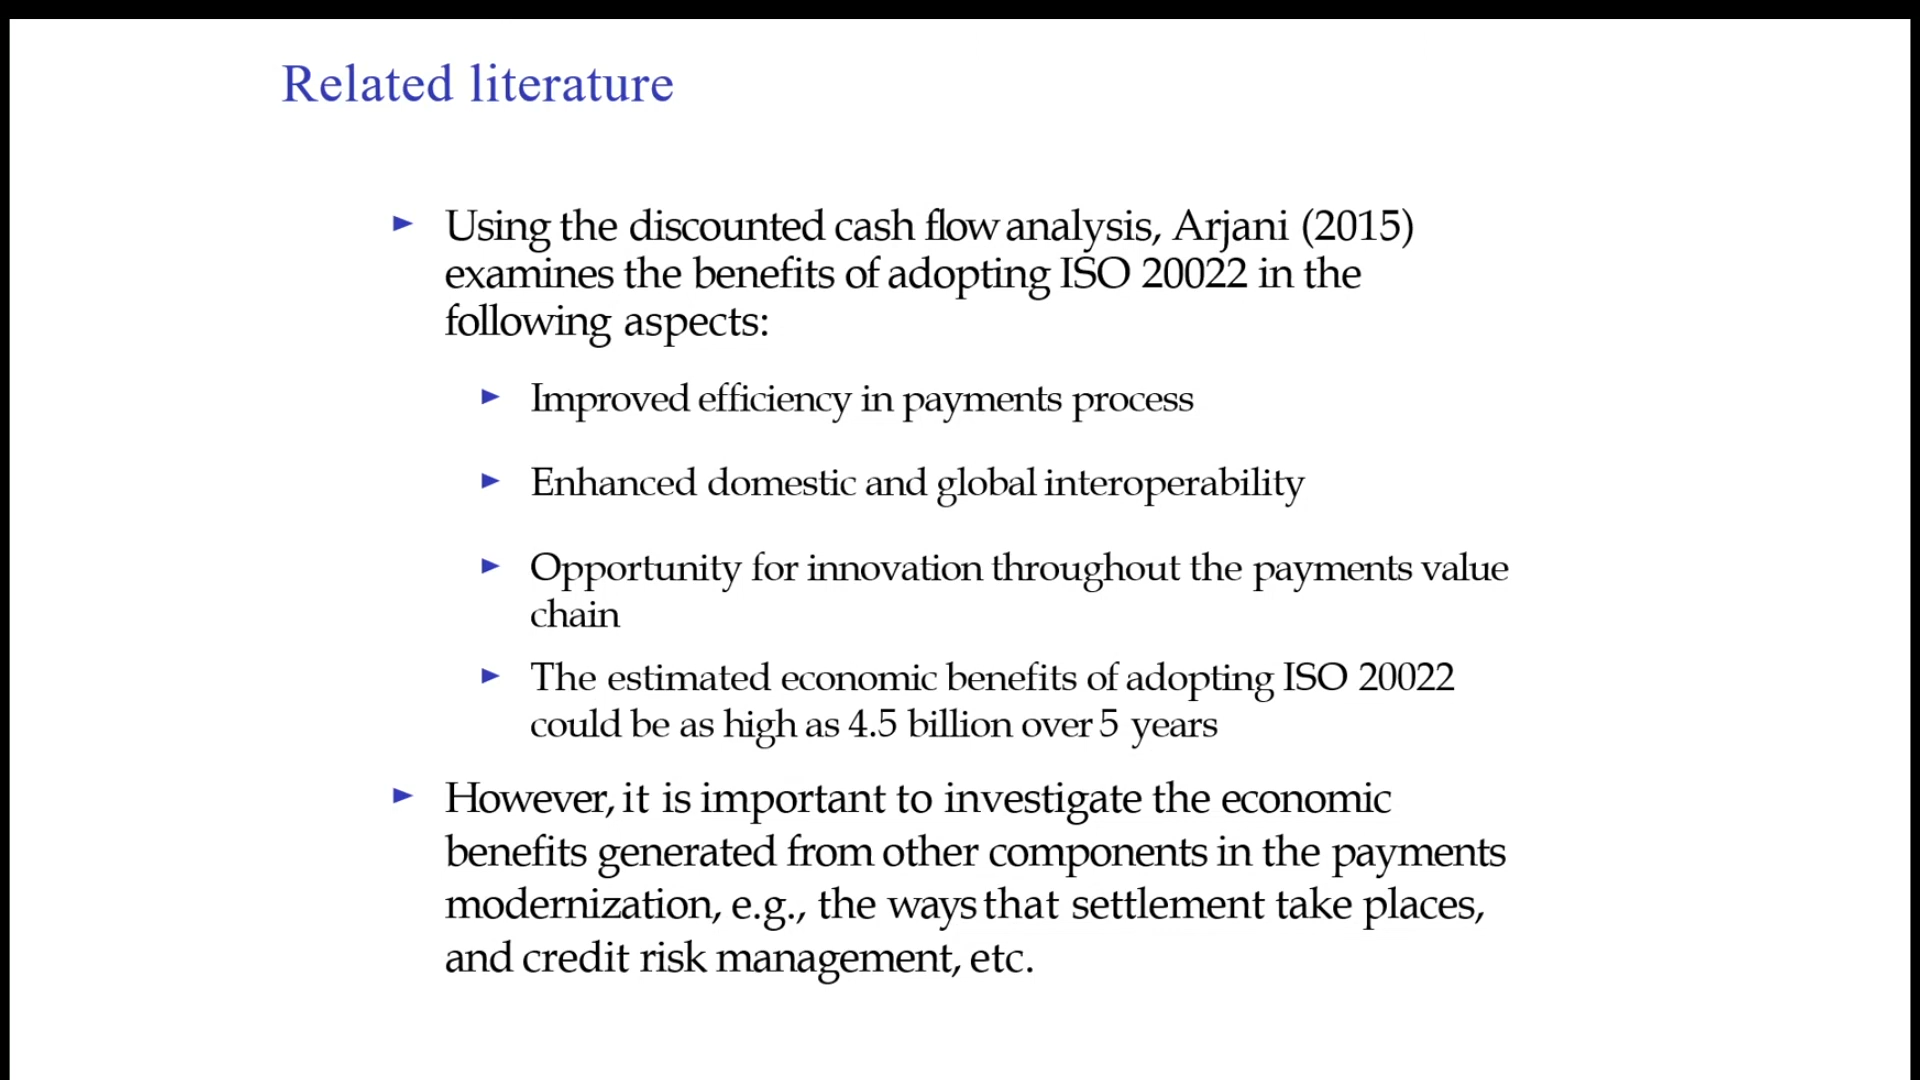 Related literature
Using the discounted cash flow analysis, Arjani (2015)
examines the benefits of adopting ISO 20022 in the
following aspects:
Improved efficiency in payments process
Enhanced domestic and global interoperability
Opportunity for innovation throughout the payments value
chain
The estimated economic benefits of adopting ISO 20022
could be as high as 4.5 billion over 5 years
However, it is important to investigate the economic
benefits generated from other components in the payments
modernization, e.g., the ways that settlement take places,
and credit risk management, etc.